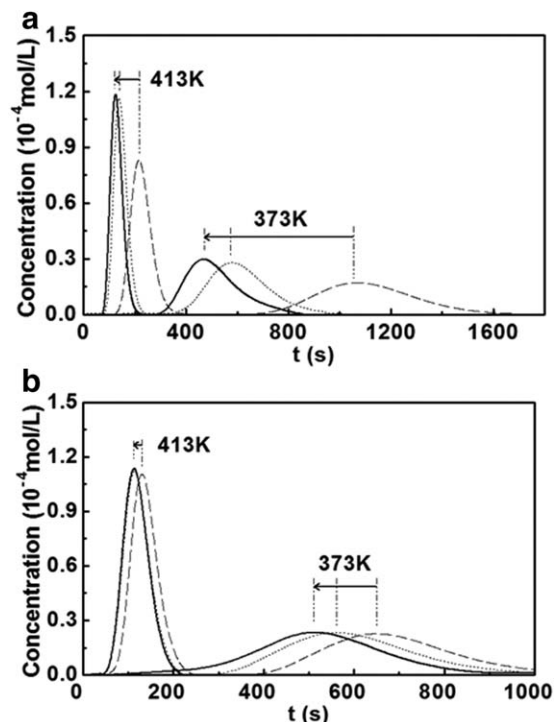 a
1.5
1.2
0.9
0.6
0.3
0.0
Concentration (10⁻⁴mol/L)
413K
373K
0 400 800 1200 1600
t (s)
b
1.5
1.2
0.9
0.6
0.3
0.0
Concentration (10⁻⁴mol/L)
413K
373K
0 200 400 600 800 1000
t (s)